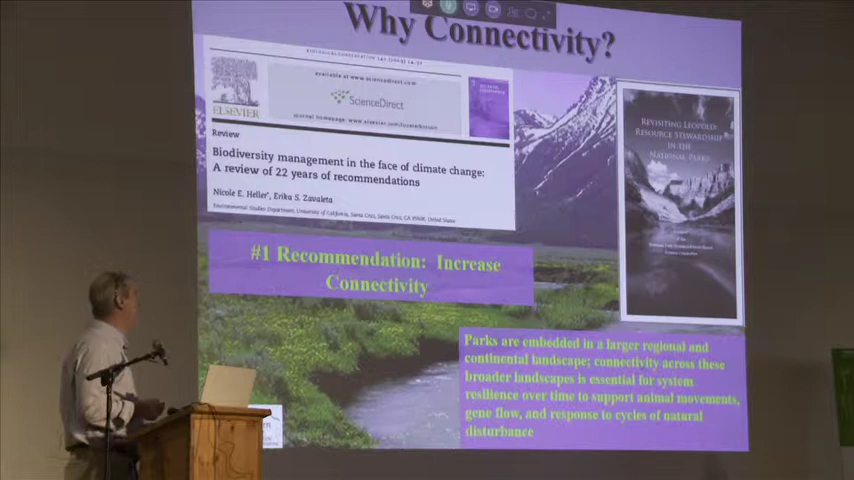 Why Connectivity?
available at www.sciencedirect.com
ScienceDirect
journal homepage: www.elsevier.com/locate/biocon
ELSEVIER
Review
Biodiversity management in the face of climate change:
A review of 22 years of recommendations
Nicole E. Heller*, Erika S. Zavaleta
Environmental Studies Department, University of California, Santa Cruz, Santa Cruz, CA 95064, United States
REVISITING LEOPOLD
RESOURCE STEWARDSHIP
IN THE
NATIONAL PARKS
#1 Recommendation: Increase
Connectivity
Parks are embedded in a larger regional and
continental landscape; connectivity across these
broader landscapes is essential for system
resilience over time to support animal movements,
gene flow, and response to cycles of natural
disturbance